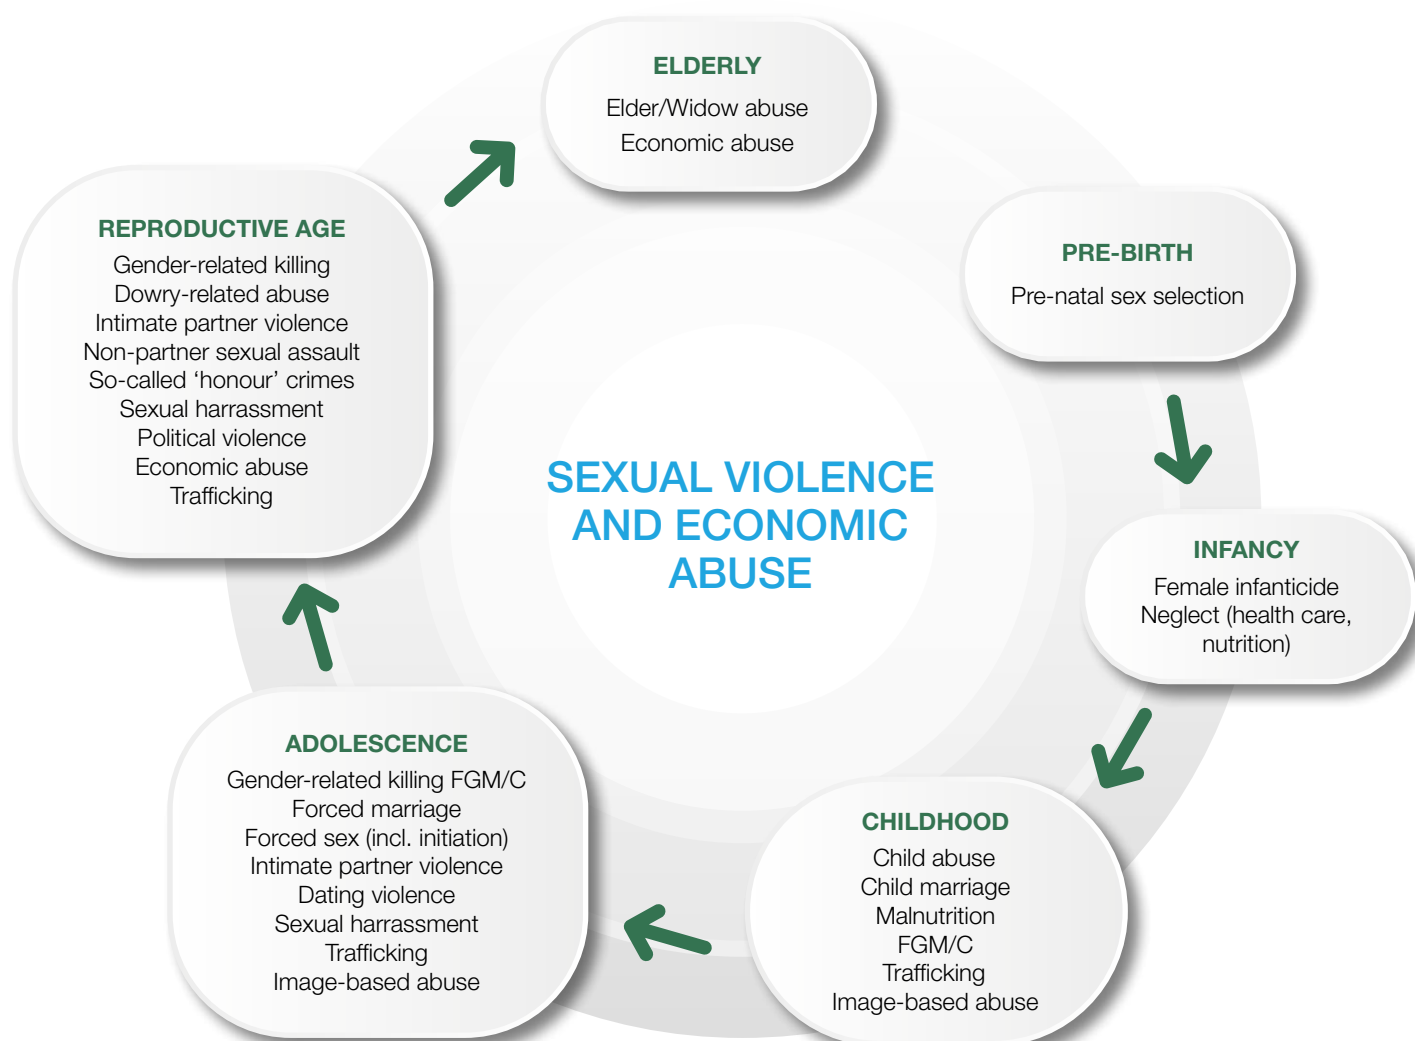 ELDERLY
Elder/Widow abuse
Economic abuse
PRE-BIRTH
Pre-natal sex selection
INFANCY
Female infanticide
Neglect (health care,
nutrition)
CHILDHOOD
Child abuse
Child marriage
Malnutrition
FGM/C
Trafficking
Image-based abuse
ADOLESCENCE
Gender-related killing FGM/C
Forced marriage
Forced sex (incl. initiation)
Intimate partner violence
Dating violence
Sexual harrassment
Trafficking
Image-based abuse
REPRODUCTIVE AGE
Gender-related killing
Dowry-related abuse
Intimate partner violence
Non-partner sexual assault
So-called ‘honour’ crimes
Sexual harrassment
Political violence
Economic abuse
Trafficking
SEXUAL VIOLENCE
AND ECONOMIC
ABUSE